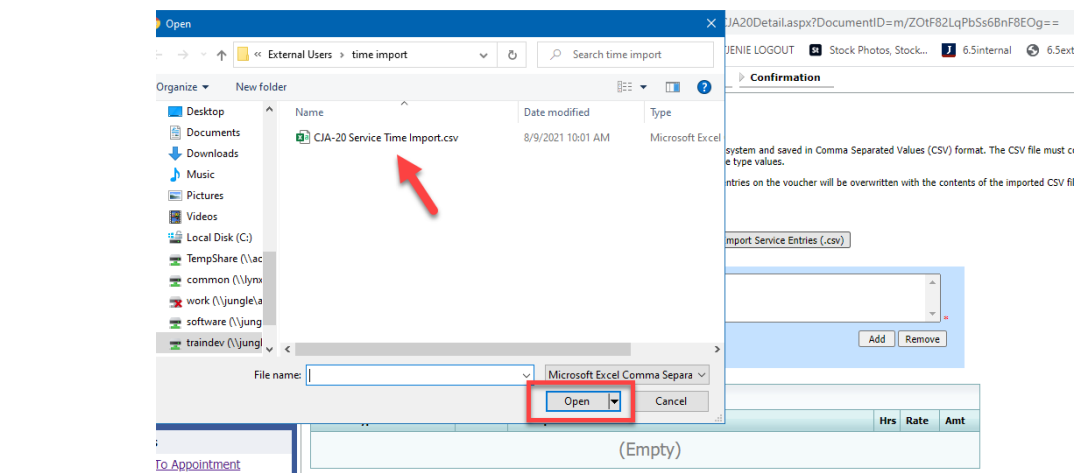 Open
JA20Detail.aspx?DocumentID=m/ZOtF82LqPbSs6BnF8EOg==
« External Users › time import
Search time import
JENIE LOGOUT
St Stock Photos, Stock...
J 6.5internal
6.5ext
Organize
New folder
Confirmation
Name
Date modified
Type
CJA-20 Service Time Import.csv
8/9/2021 10:01 AM
Microsoft Excel
Desktop
Documents
Downloads
Music
Pictures
Videos
Local Disk (C:)
TempShare (\\ac
common (\\lynx
work (\\jungle\a
software (\\jung
traindev (\\jungl
system and saved in Comma Separated Values (CSV) format. The CSV file must c
e type values.
ntries on the voucher will be overwritten with the contents of the imported CSV fil
mport Service Entries (.csv)
*
Add
Remove
File name:
Microsoft Excel Comma Separa
Open
Cancel
Hrs
Rate
Amt
(Empty)
To Appointment